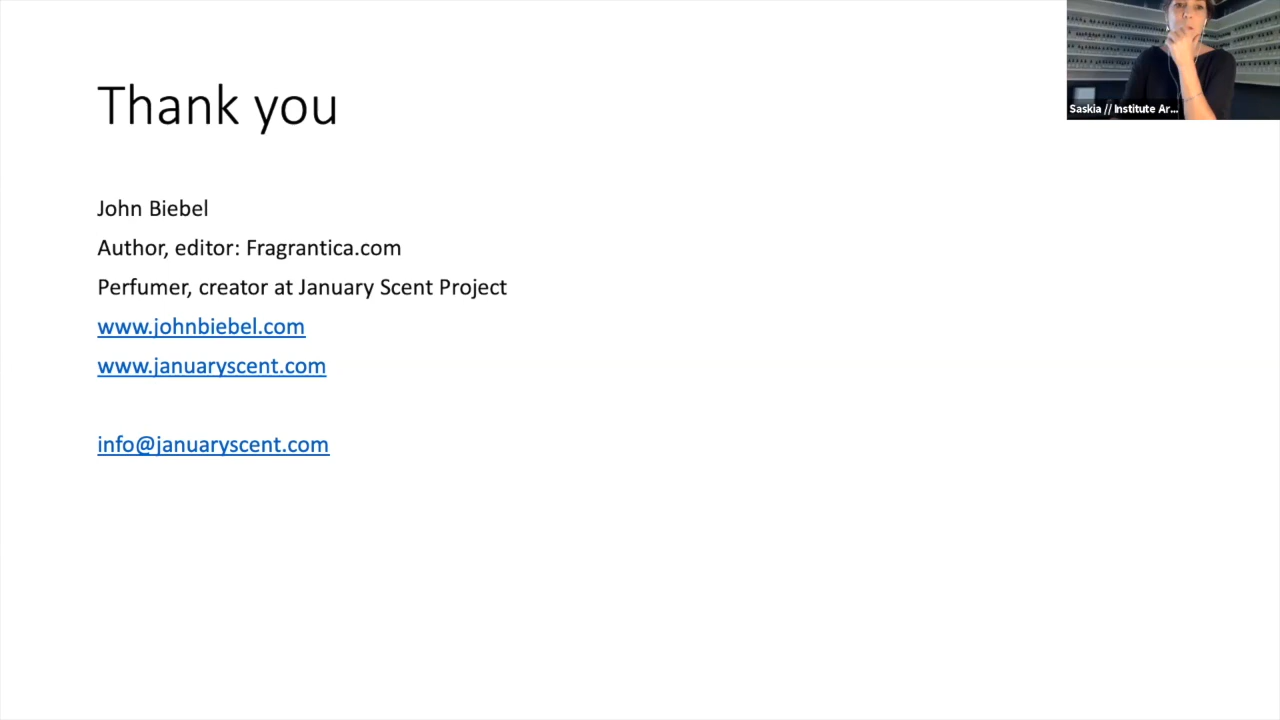 Thank you
John Biebel
Author, editor: Fragrantica.com
Perfumer, creator at January Scent Project
www.johnbiebel.com
www.januaryscent.com
info@januaryscent.com
Saskia // Institute Ar...